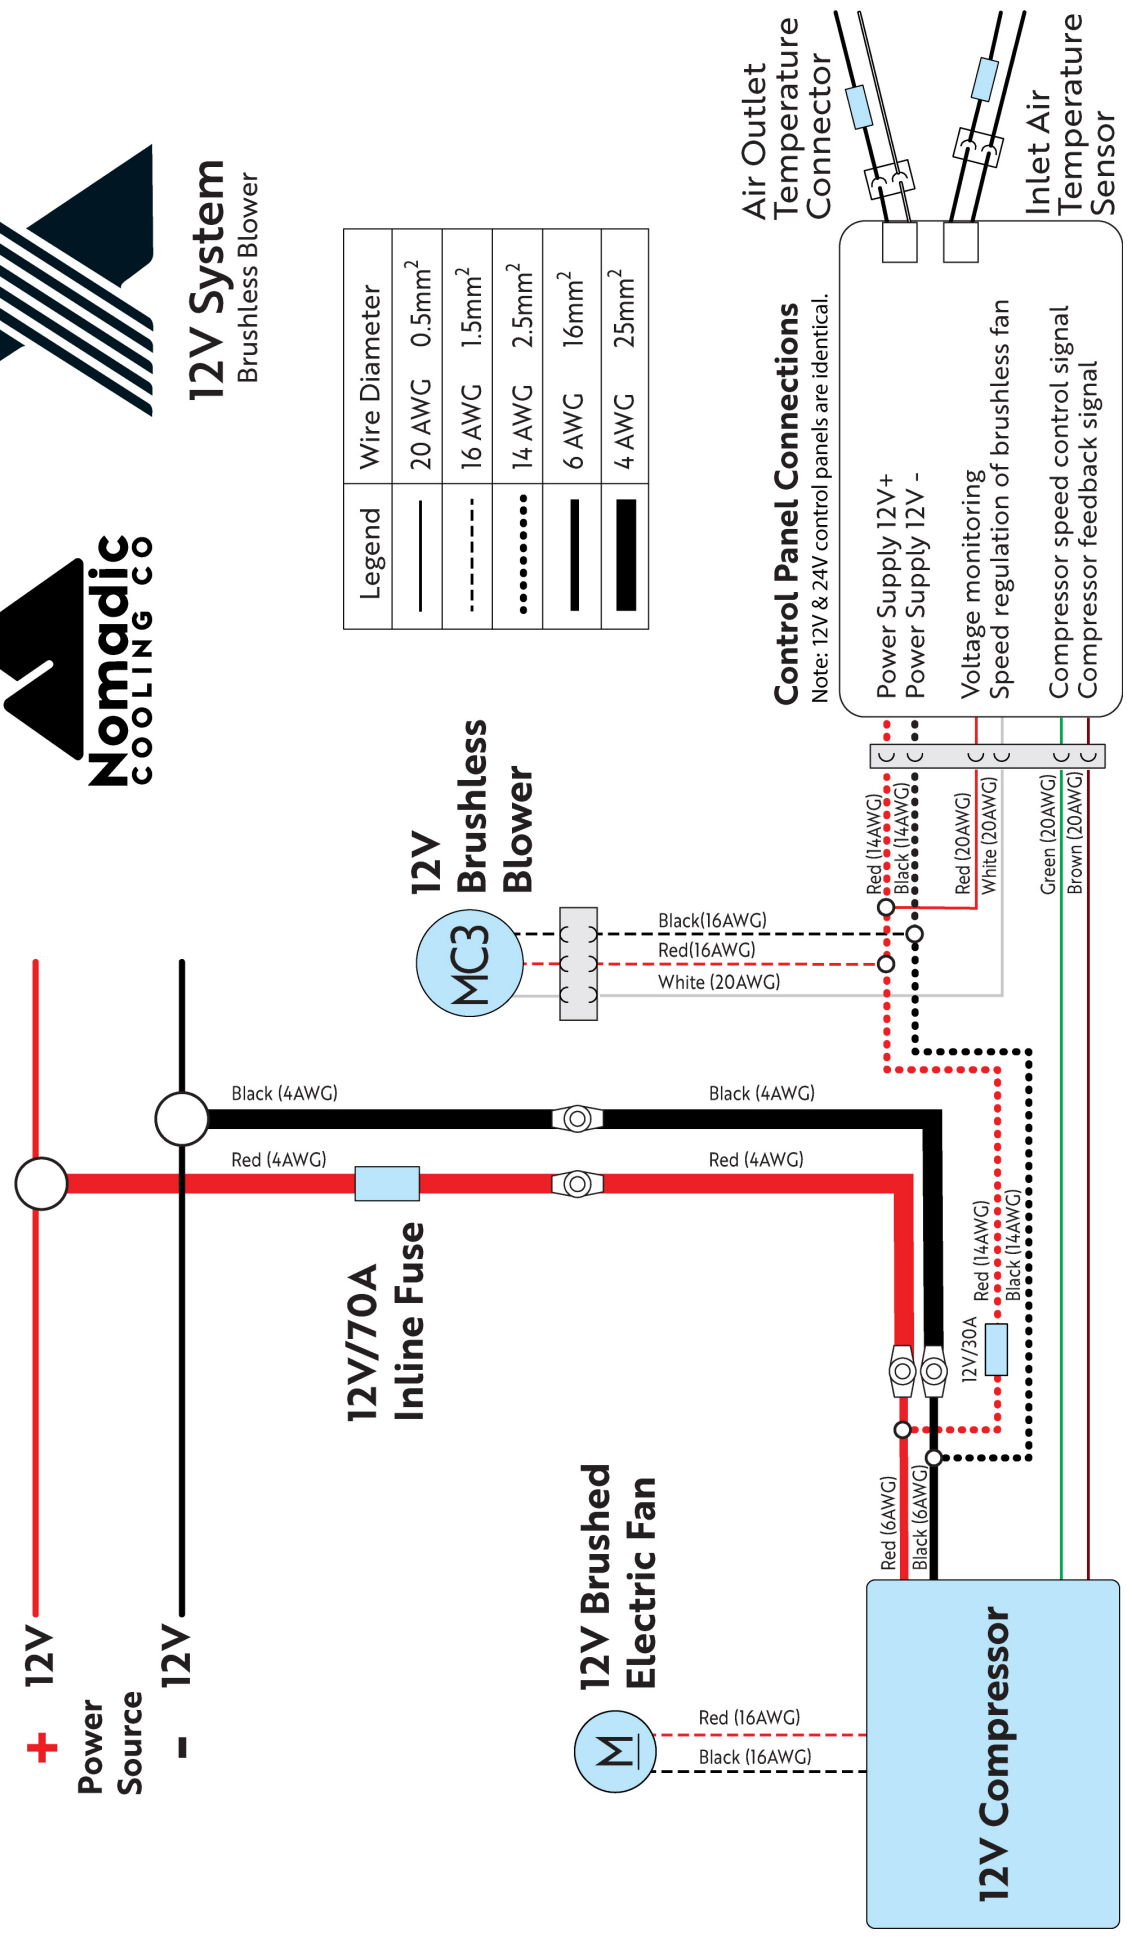 + 12V
Power
Source
- 12V
Nomadic
COOLING CO
12V System
Brushless Blower
Legend Wire Diameter
20 AWG 0.5mm²
16 AWG 1.5mm²
14 AWG 2.5mm²
6 AWG 16mm²
4 AWG 25mm²
Black (4AWG)
Red (4AWG)
12V/70A
Inline Fuse
Black (4AWG)
Red (4AWG)
12V
Brushless
Blower
MC3
Black(16AWG)
Red(16AWG)
White (20AWG)
12V Brushed
Electric Fan
M
Red (16AWG)
Black (16AWG)
12V Compressor
Red (6AWG)
Black (6AWG)
12V/30A
Red (14AWG)
Black (14AWG)
Red (14AWG)
Black (14AWG)
Red (20AWG)
White (20AWG)
Green (20AWG)
Brown (20AWG)
Control Panel Connections
Note: 12V & 24V control panels are identical.
Power Supply 12V+
Power Supply 12V -
Voltage monitoring
Speed regulation of brushless fan
Compressor speed control signal
Compressor feedback signal
Air Outlet
Temperature
Connector
Inlet Air
Temperature
Sensor